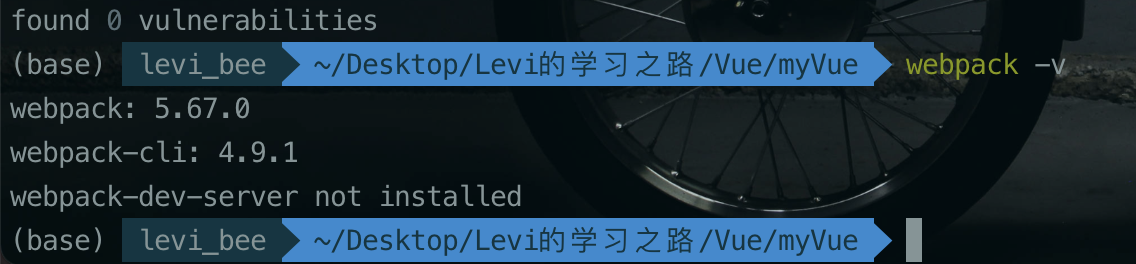 found 0 vulnerabilities
(base) levi_bee ~/Desktop/Levi的学习之路/Vue/myVue webpack -v
webpack: 5.67.0
webpack-cli: 4.9.1
webpack-dev-server not installed
(base) levi_bee ~/Desktop/Levi的学习之路/Vue/myVue